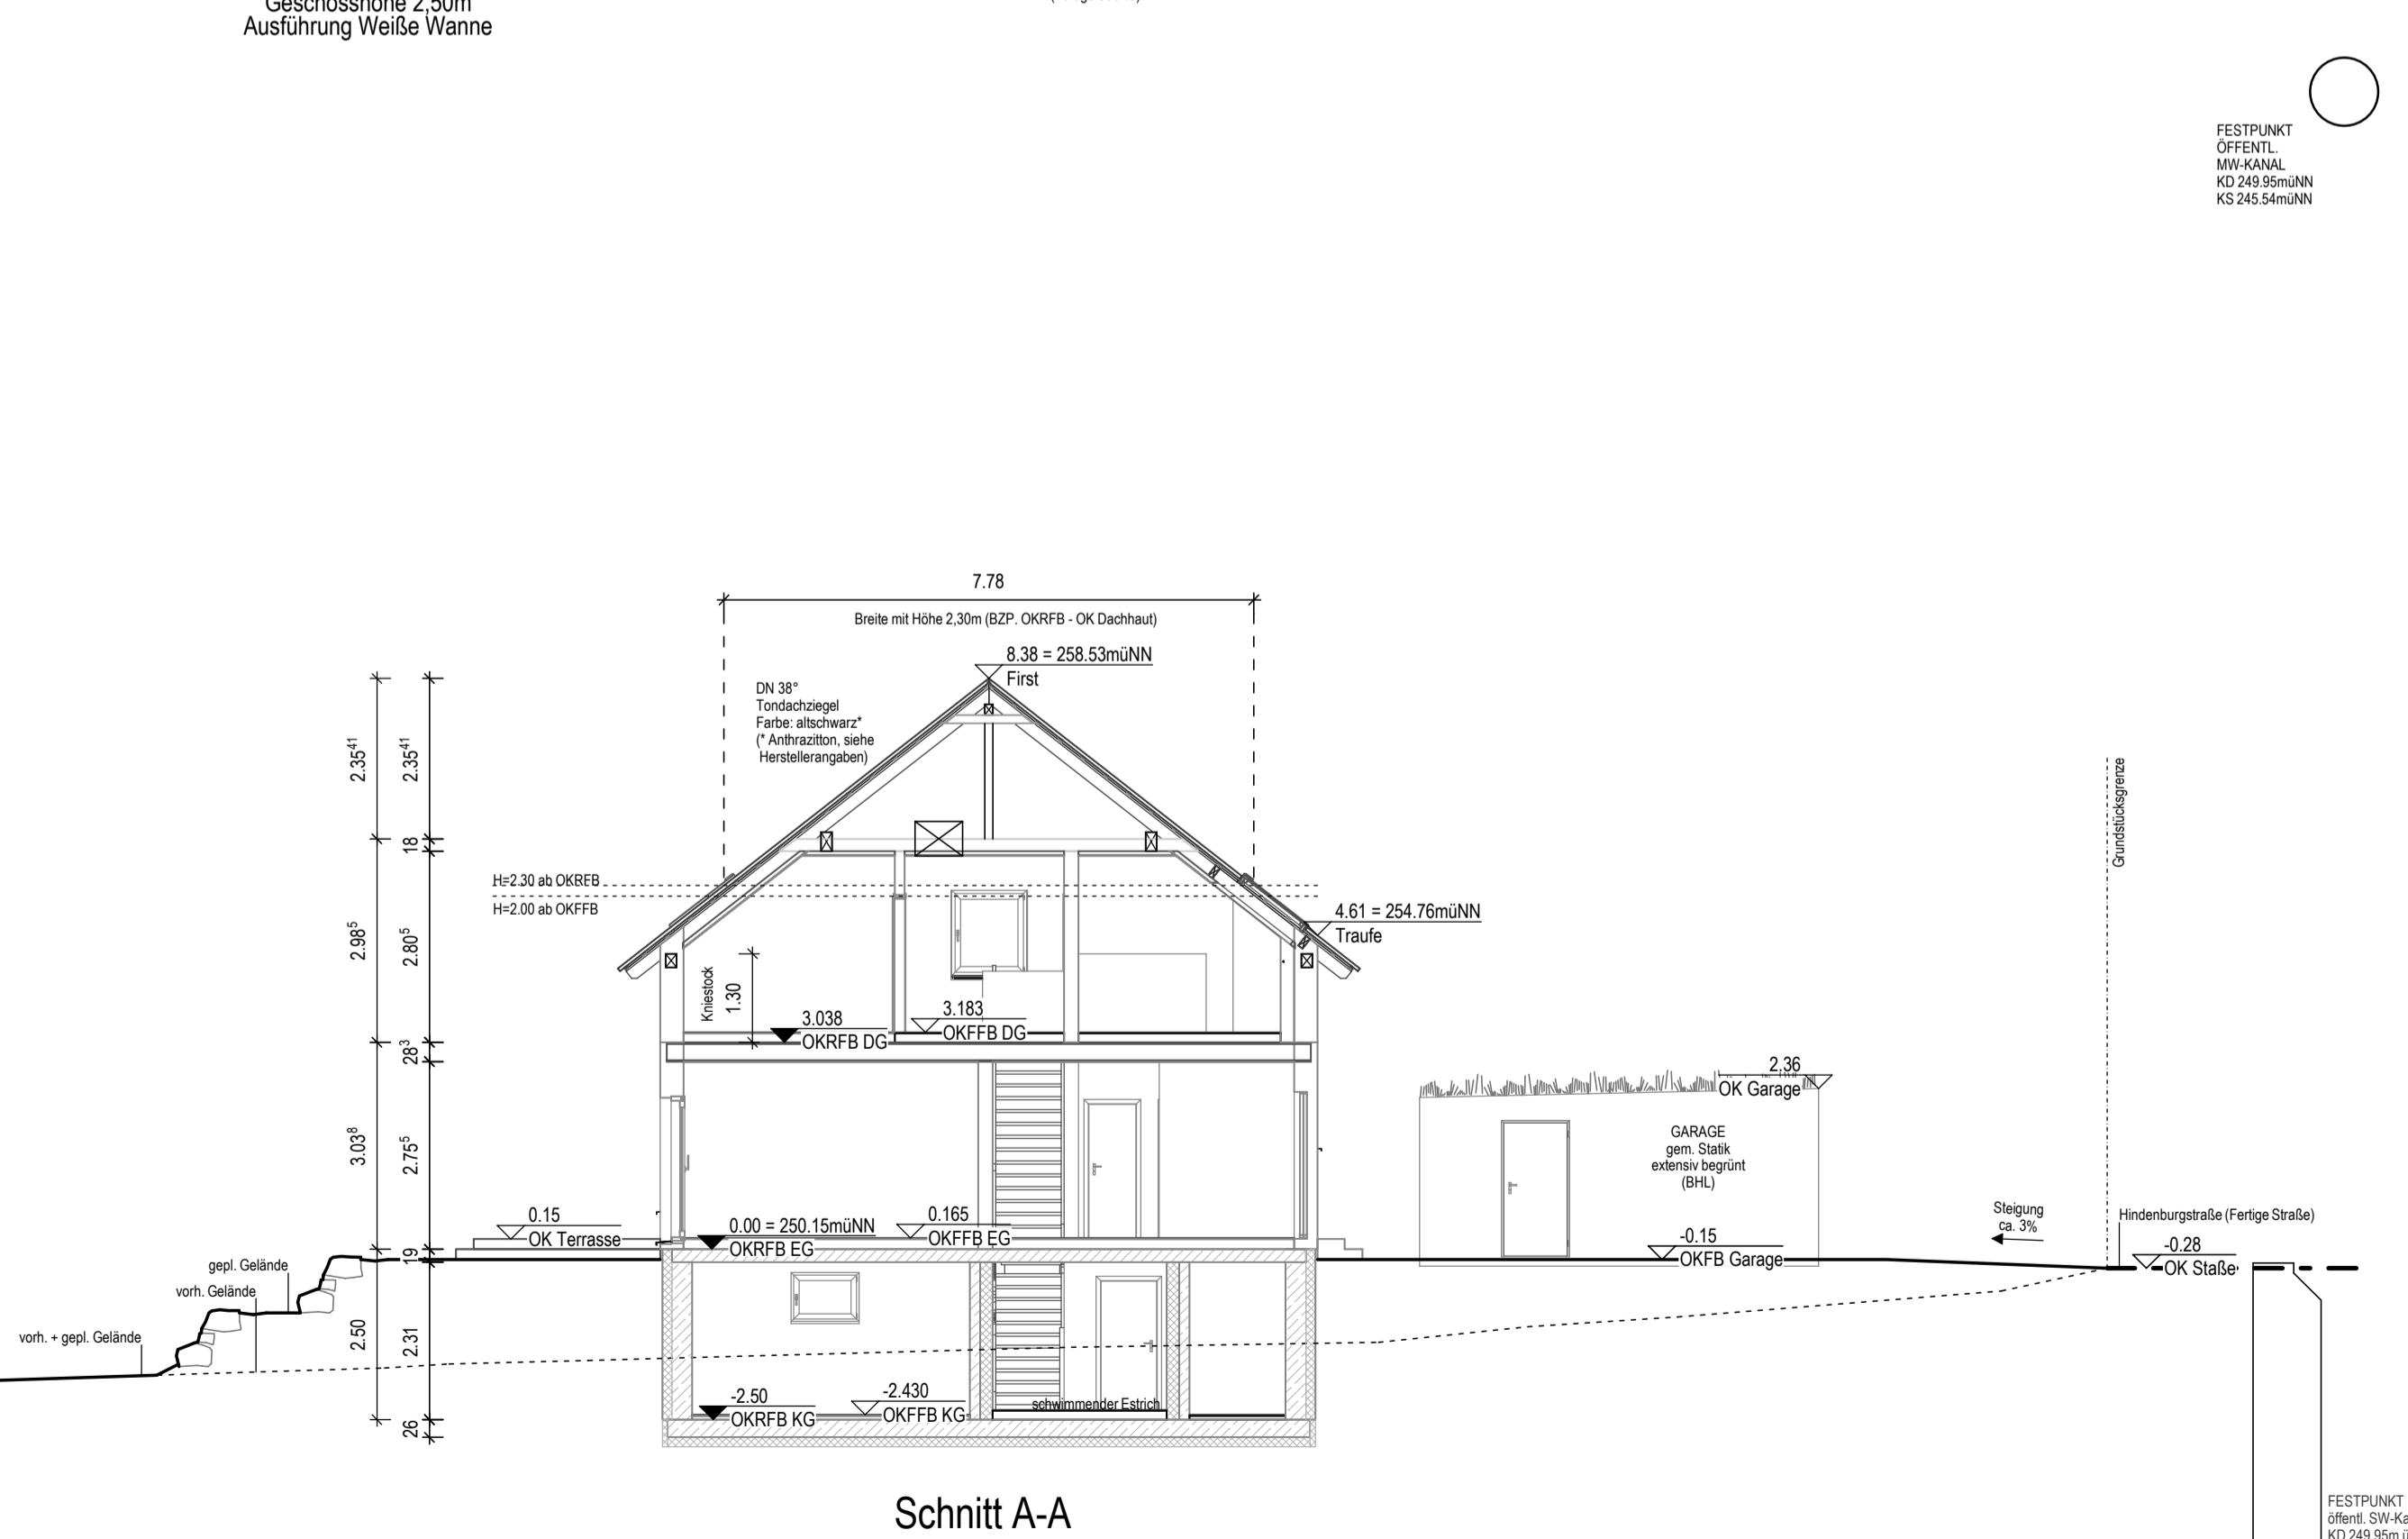 Geschosshöhe 2,50m
Ausführung Weiße Wanne
FESTPUNKT
ÖFFENTL.
MW-KANAL
KD 249.95müNN
KS 245.54müNN
7.78
Breite mit Höhe 2,30m (BZP. OKRFB - OK Dachhaut)
8.38 = 258.53müNN
First
DN 38°
Tondachziegel
Farbe: altschwarz*
(* Anthrazitton, siehe
Herstellerangaben)
2.35⁴¹
2.35⁴¹
18
H=2.30 ab OKRFB
H=2.00 ab OKFFB
4.61 = 254.76müNN
Traufe
Grundstücksgrenze
2.98⁵
2.80⁵
Kniestock
1.30
3.038
OKRFB DG
3.183
OKFFB DG
28³
2.36
OK Garage
GARAGE
gem. Statik
extensiv begrünt
(BHL)
3.03⁸
2.75⁵
0.15
OK Terrasse
0.00 = 250.15müNN
OKRFB EG
0.165
OKFFB EG
-0.15
OKFB Garage
Steigung
ca. 3%
Hindenburgstraße (Fertige Straße)
-0.28
OK Staße
19
gepl. Gelände
vorh. Gelände
vorh. + gepl. Gelände
2.50
2.31
-2.50
OKRFB KG
-2.430
OKFFB KG
schwimmender Estrich
26
Schnitt A-A
FESTPUNKT
öffentl. SW-Ka
KD 249.95m